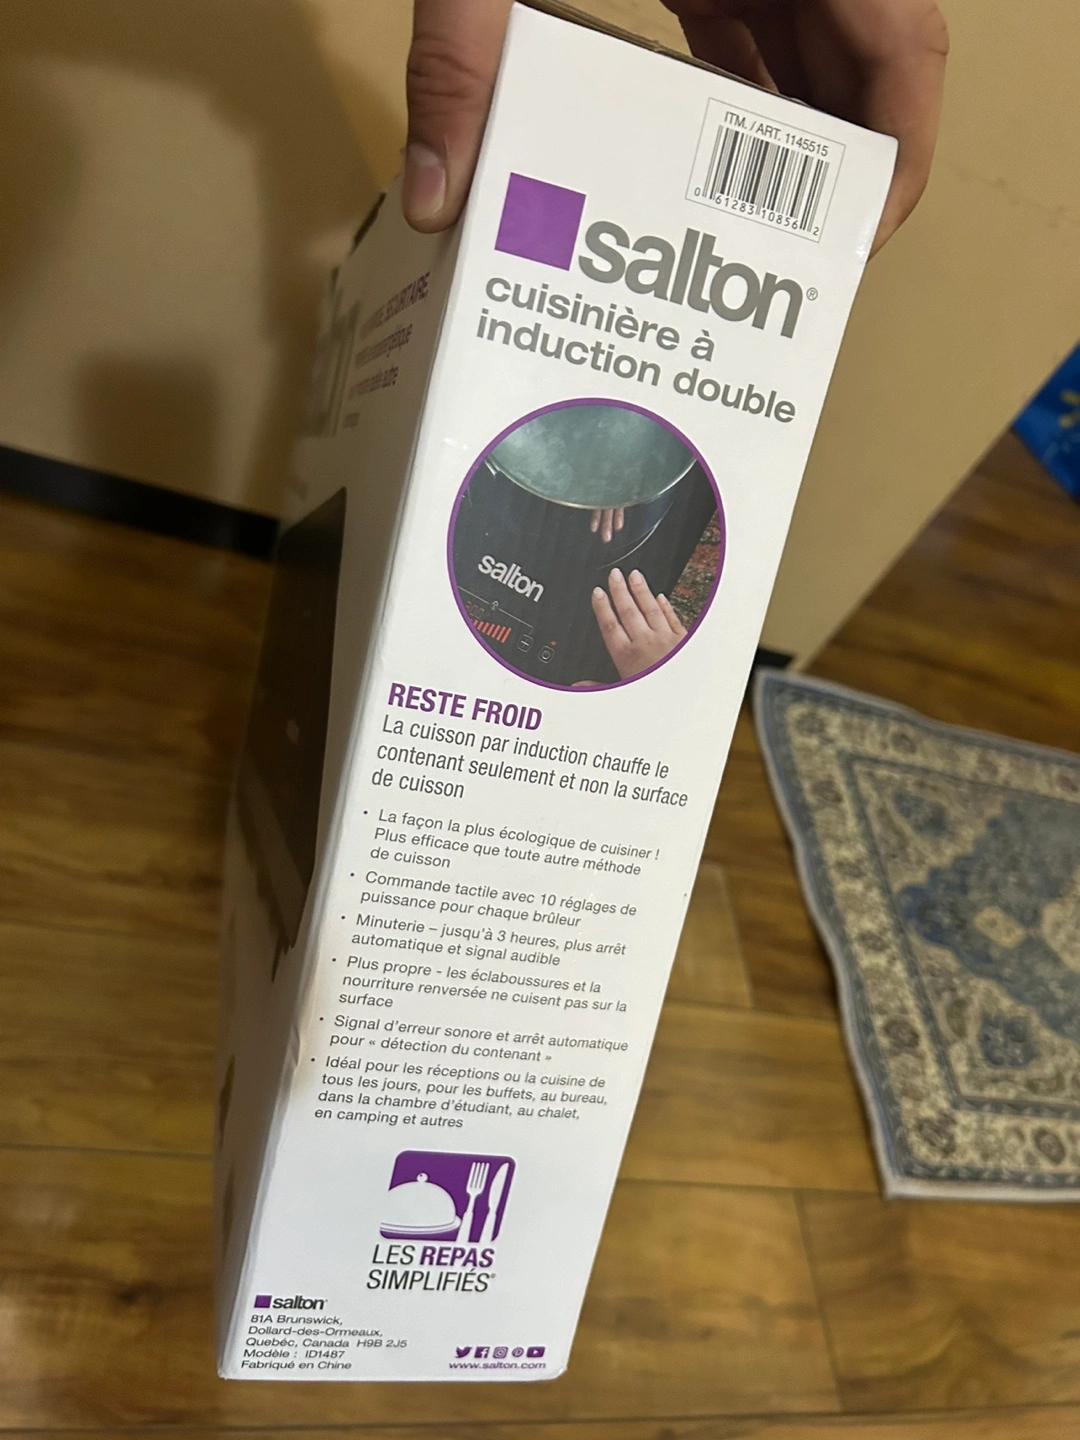 ITM. / ART. 1145515
0 61283 10856 2
salton®
cuisinière à
induction double
salton
RESTE FROID
La cuisson par induction chauffe le
contenant seulement et non la surface
de cuisson
• La façon la plus écologique de cuisiner !
Plus efficace que toute autre méthode
de cuisson
• Commande tactile avec 10 réglages de
puissance pour chaque brûleur
• Minuterie – jusqu'à 3 heures, plus arrêt
automatique et signal audible
• Plus propre - les éclaboussures et la
nourriture renversée ne cuisent pas sur la
surface
• Signal d'erreur sonore et arrêt automatique
pour « détection du contenant »
• Idéal pour les réceptions ou la cuisine de
tous les jours, pour les buffets, au bureau,
dans la chambre d'étudiant, au chalet,
en camping et autres
LES REPAS
SIMPLIFIÉS®
salton®
81A Brunswick,
Dollard-des-Ormeaux,
Quebéc, Canada H9B 2J5
Modèle : ID1487
Fabriqué en Chine
www.salton.com